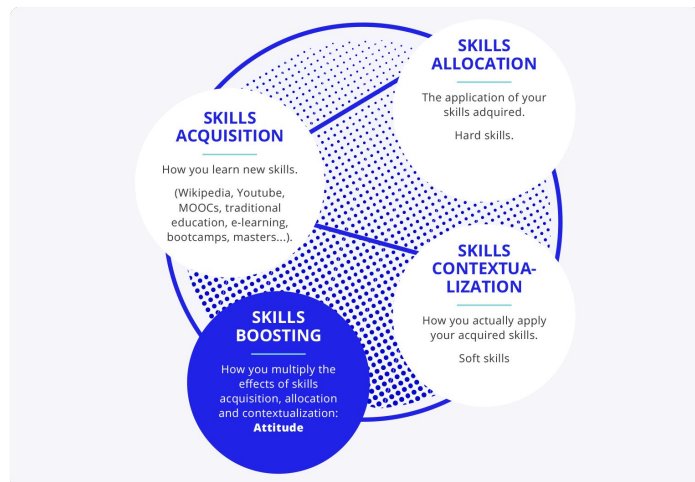 SKILLS
ALLOCATION
The application of your
skills adquired.
Hard skills.
SKILLS
ACQUISITION
How you learn new skills.
(Wikipedia, Youtube,
MOOCs, traditional
education, e-learning,
bootcamps, masters...).
SKILLS
CONTEXTUA-
LIZATION
How you actually apply
your acquired skills.
Soft skills
SKILLS
BOOSTING
How you multiply the
effects of skills
acquisition, allocation
and contextualization:
Attitude